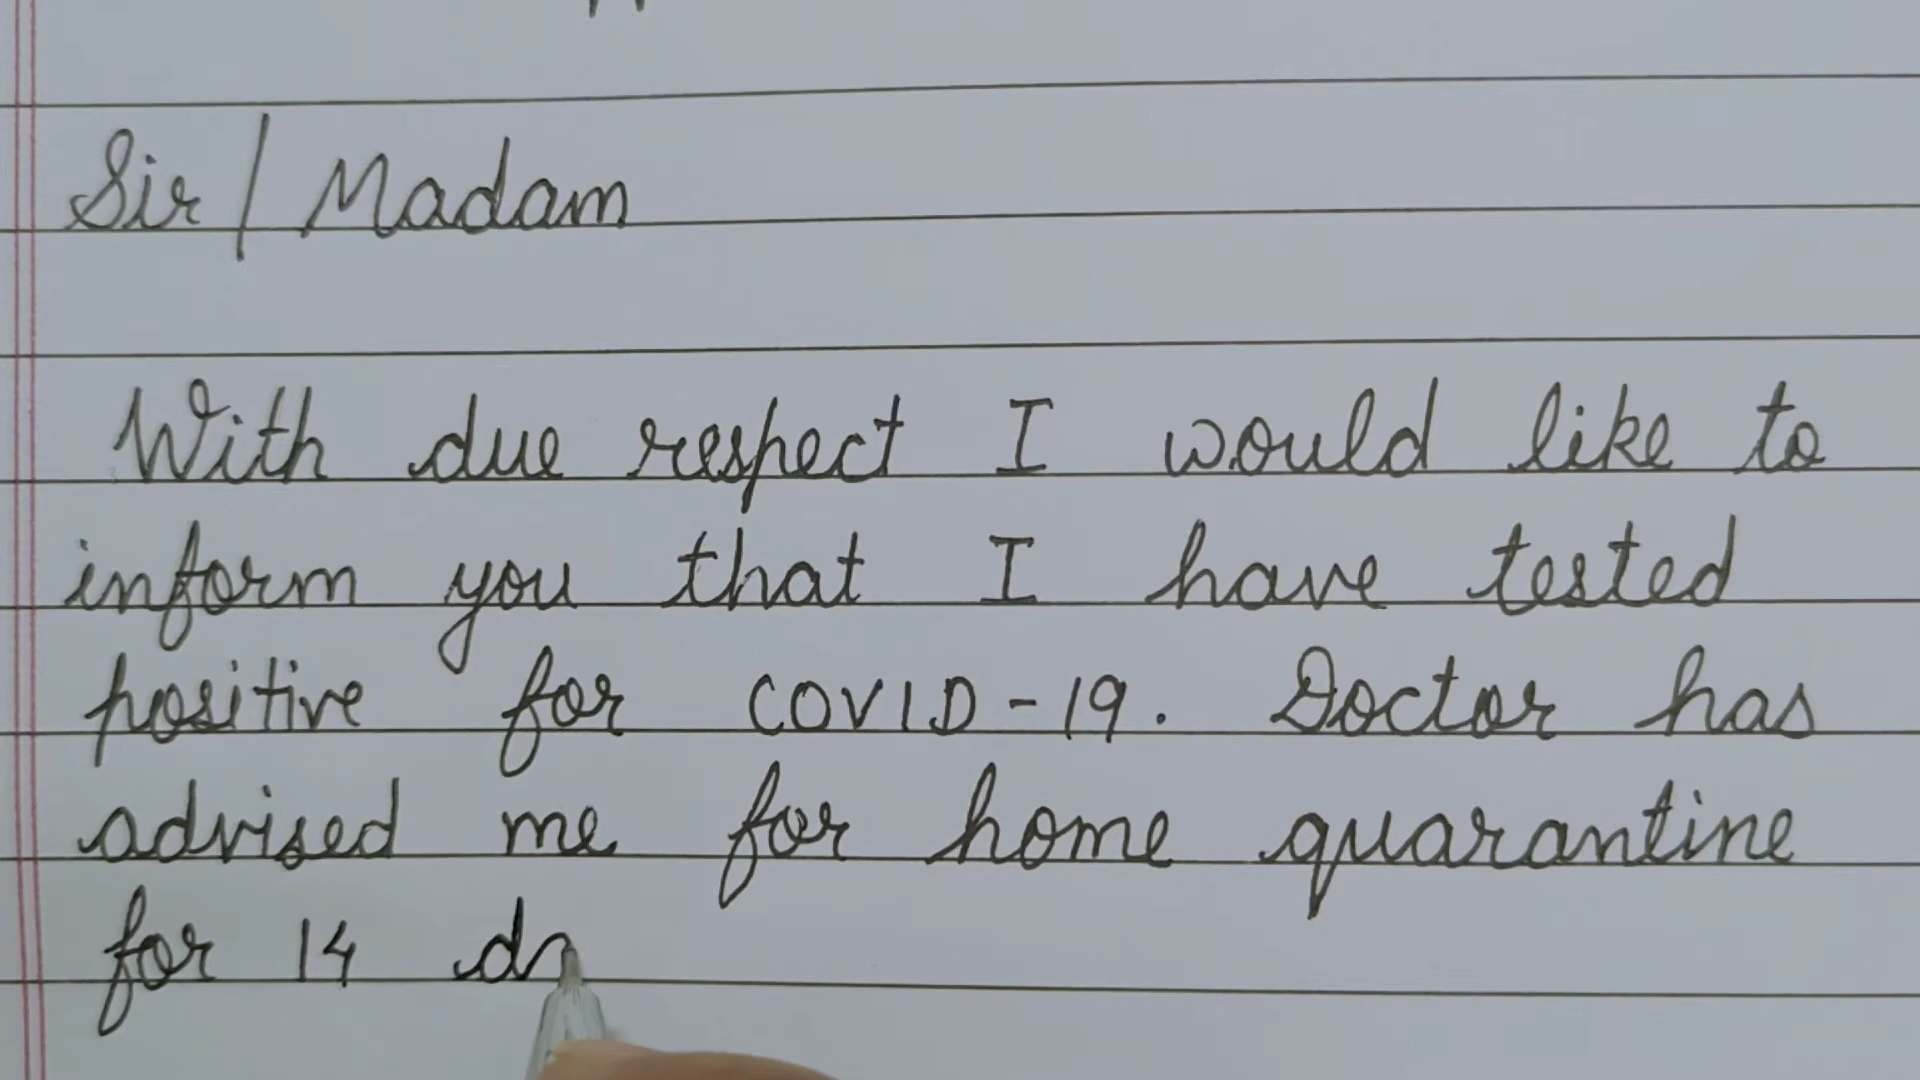 Sir / Madam
With due respect I would like to
inform you that I have tested
positive for COVID-19. Doctor has
advised me for home quarantine
for 14